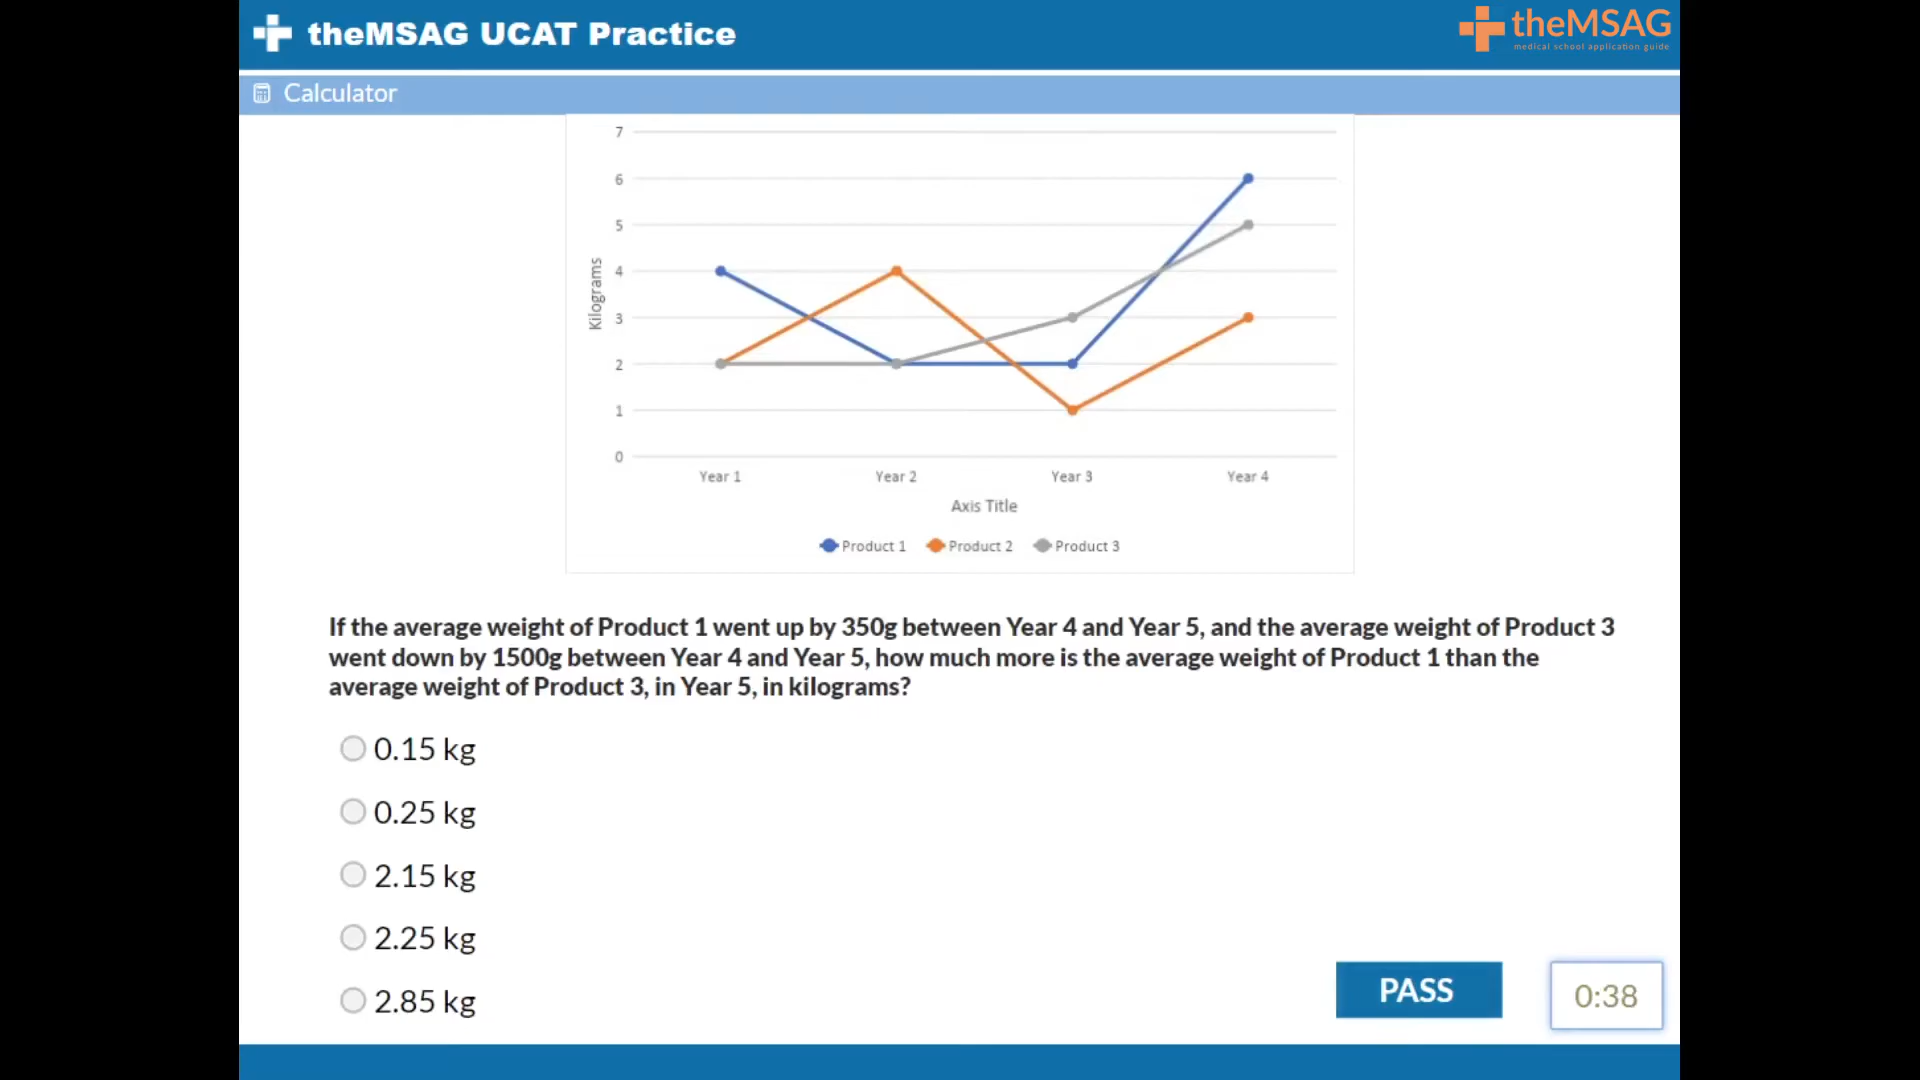 theMSAG UCAT Practice
theMSAG
medical school application guide
Calculator
7
6
5
4
3
2
1
0
Kilograms
Year 1 Year 2 Year 3 Year 4
Axis Title
Product 1 Product 2 Product 3
If the average weight of Product 1 went up by 350g between Year 4 and Year 5, and the average weight of Product 3
went down by 1500g between Year 4 and Year 5, how much more is the average weight of Product 1 than the
average weight of Product 3, in Year 5, in kilograms?
0.15 kg
0.25 kg
2.15 kg
2.25 kg
2.85 kg
PASS
0:38